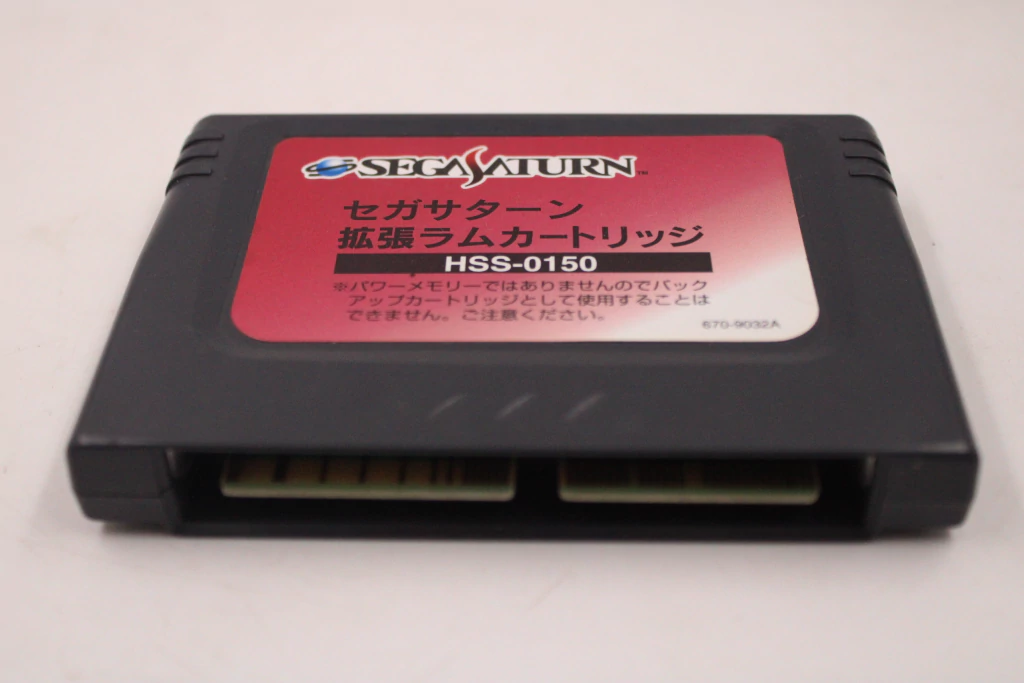 SEGASATURN™
セガサターン
拡張ラムカートリッジ
HSS-0150
※パワーメモリーではありませんのでバック
アップカートリッジとして使用することは
できません。ご注意ください。
670-9032A